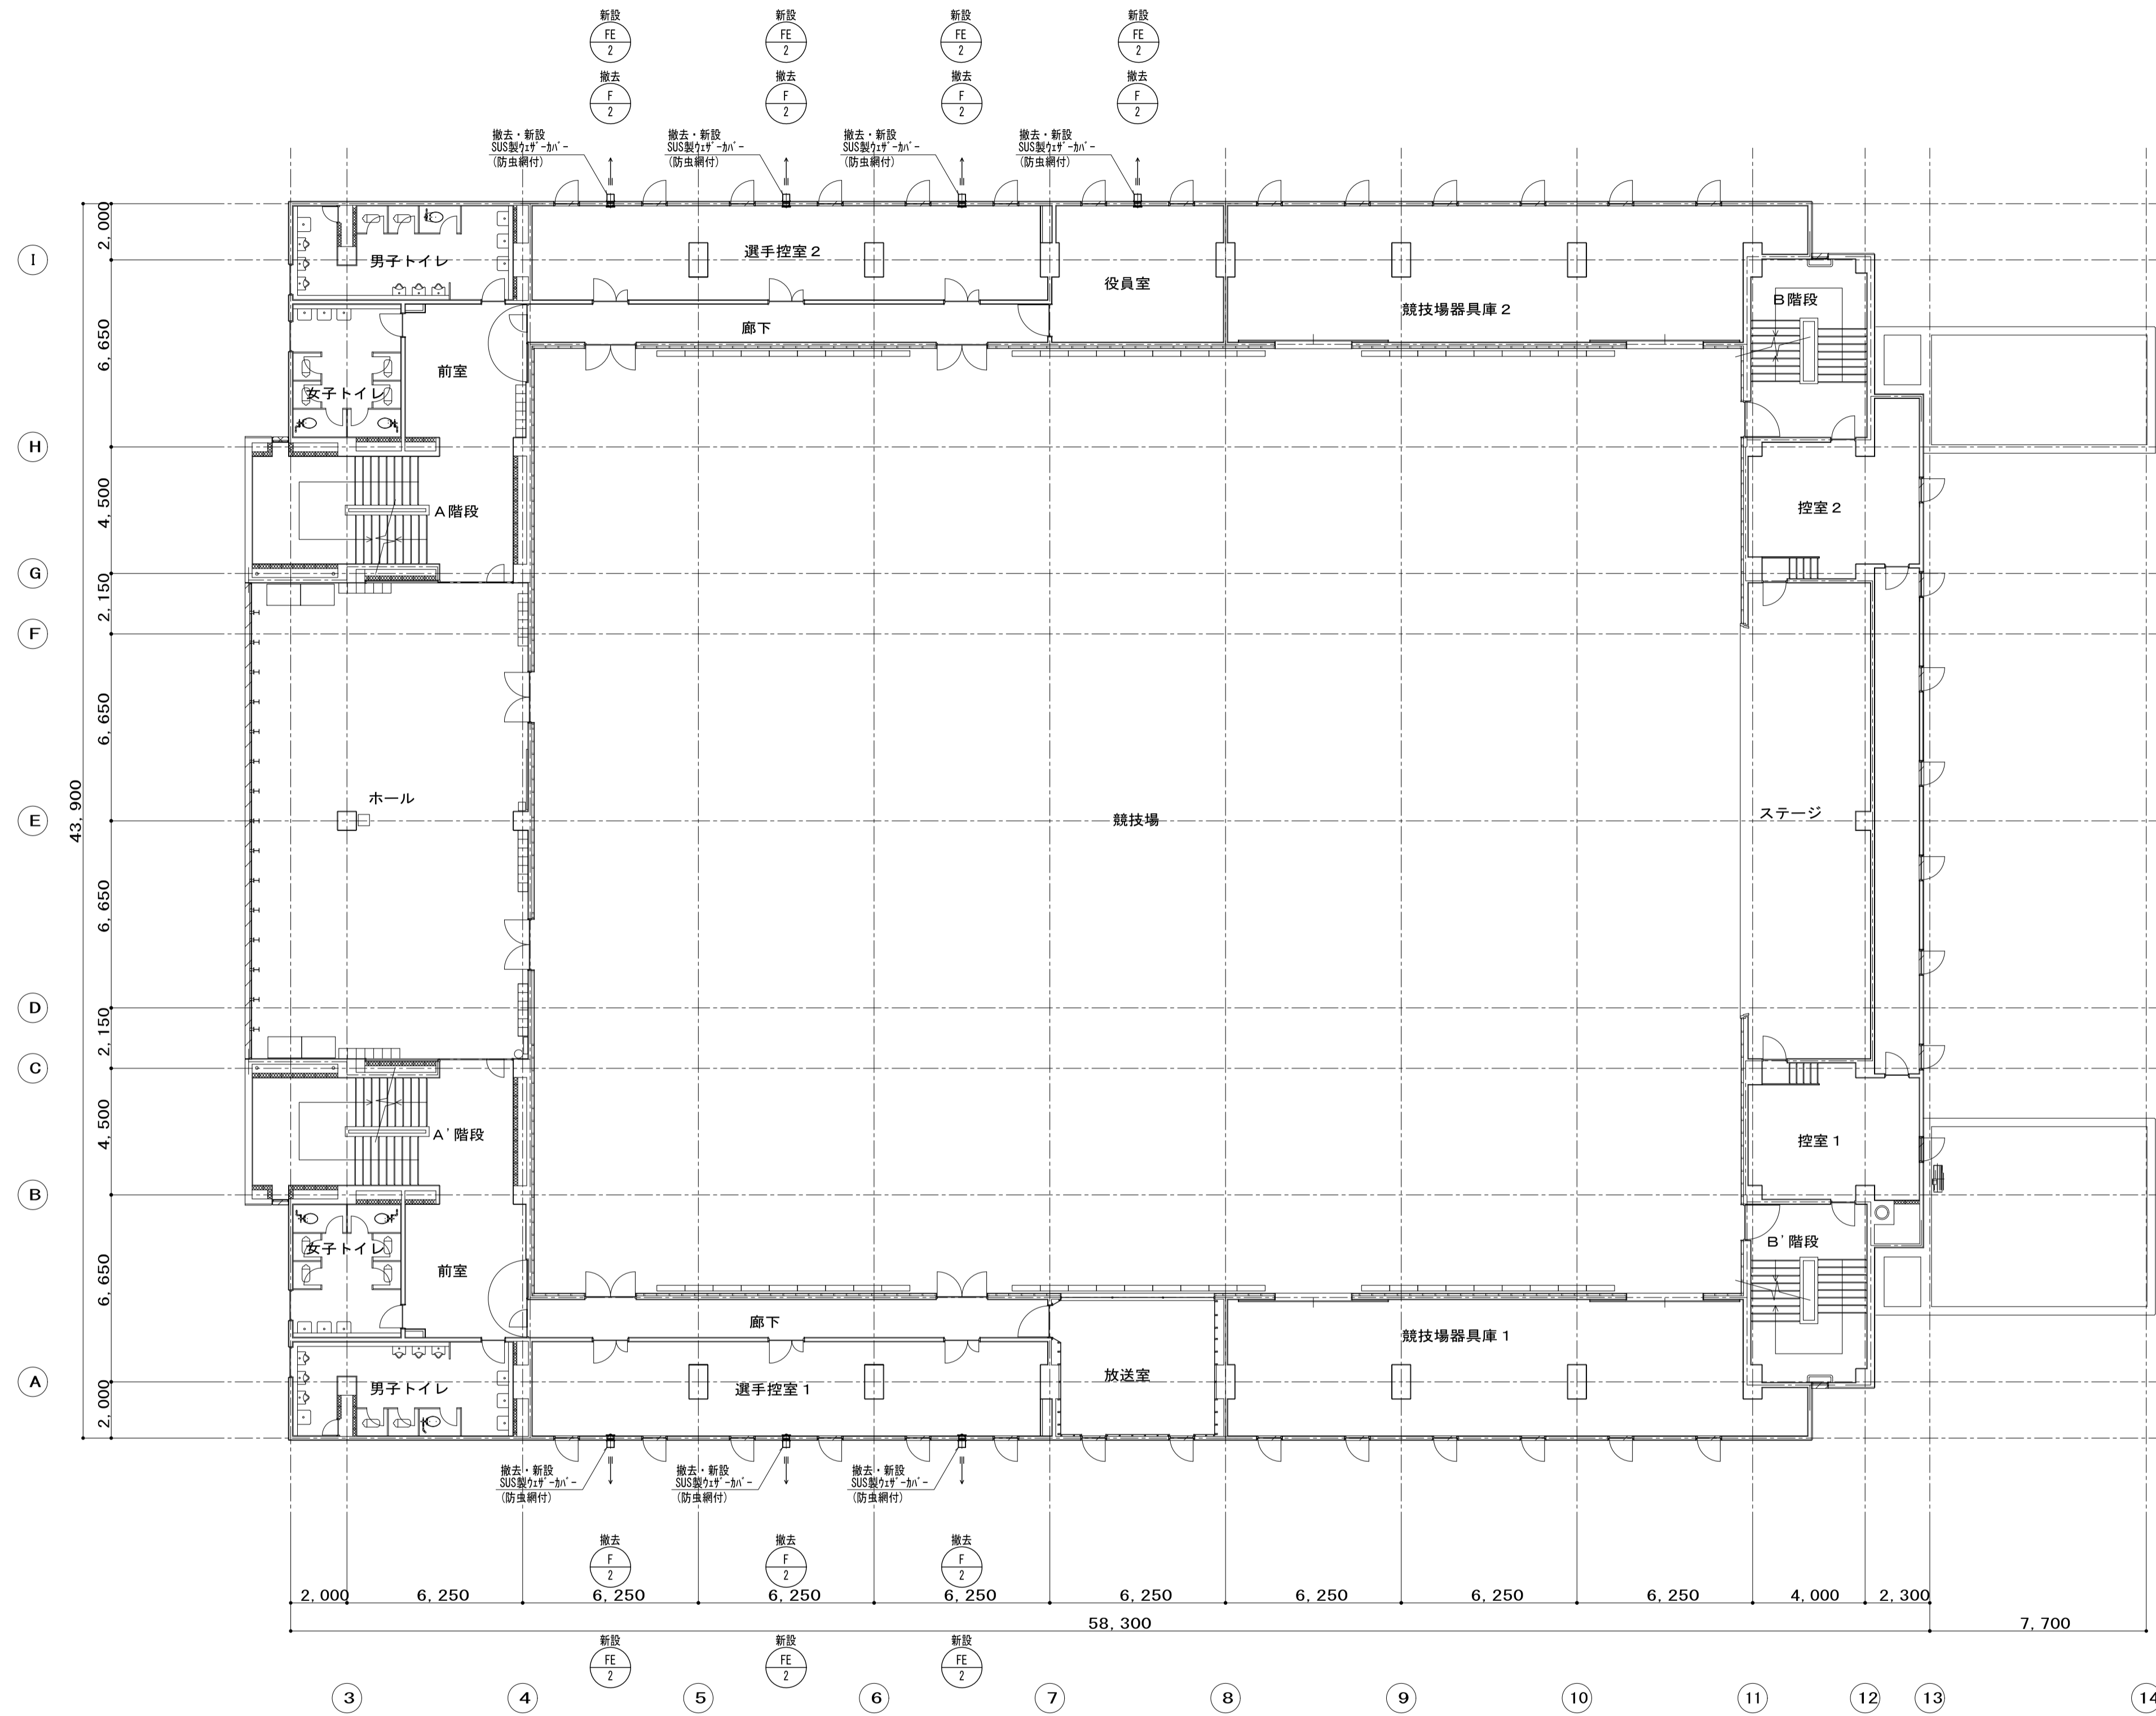 新設
新設
新設
新設
FE
2
FE
2
FE
2
FE
2
撤去
撤去
撤去
撤去
F
2
F
2
F
2
F
2
撤去・新設
SUS製ｳｪｻﾞｰｶﾊﾞｰ
(防虫網付)
撤去・新設
SUS製ｳｪｻﾞｰｶﾊﾞｰ
(防虫網付)
撤去・新設
SUS製ｳｪｻﾞｰｶﾊﾞｰ
(防虫網付)
撤去・新設
SUS製ｳｪｻﾞｰｶﾊﾞｰ
(防虫網付)
I
H
G
F
E
D
C
B
A
2,000
6,650
4,500
2,150
6,650
6,650
2,150
4,500
6,650
2,000
43,900
男子トイレ
選手控室2
役員室
競技場器具庫2
B階段
廊下
前室
女子トイレ
A階段
控室2
ホール
競技場
ステージ
A'階段
控室1
女子トイレ
前室
B'階段
廊下
競技場器具庫1
男子トイレ
選手控室1
放送室
撤去・新設
SUS製ｳｪｻﾞｰｶﾊﾞｰ
(防虫網付)
撤去・新設
SUS製ｳｪｻﾞｰｶﾊﾞｰ
(防虫網付)
撤去・新設
SUS製ｳｪｻﾞｰｶﾊﾞｰ
(防虫網付)
撤去
撤去
撤去
F
2
F
2
F
2
2,000
6,250
6,250
6,250
6,250
6,250
6,250
6,250
6,250
4,000
2,300
58,300
7,700
新設
新設
新設
FE
2
FE
2
FE
2
3
4
5
6
7
8
9
10
11
12
13
14